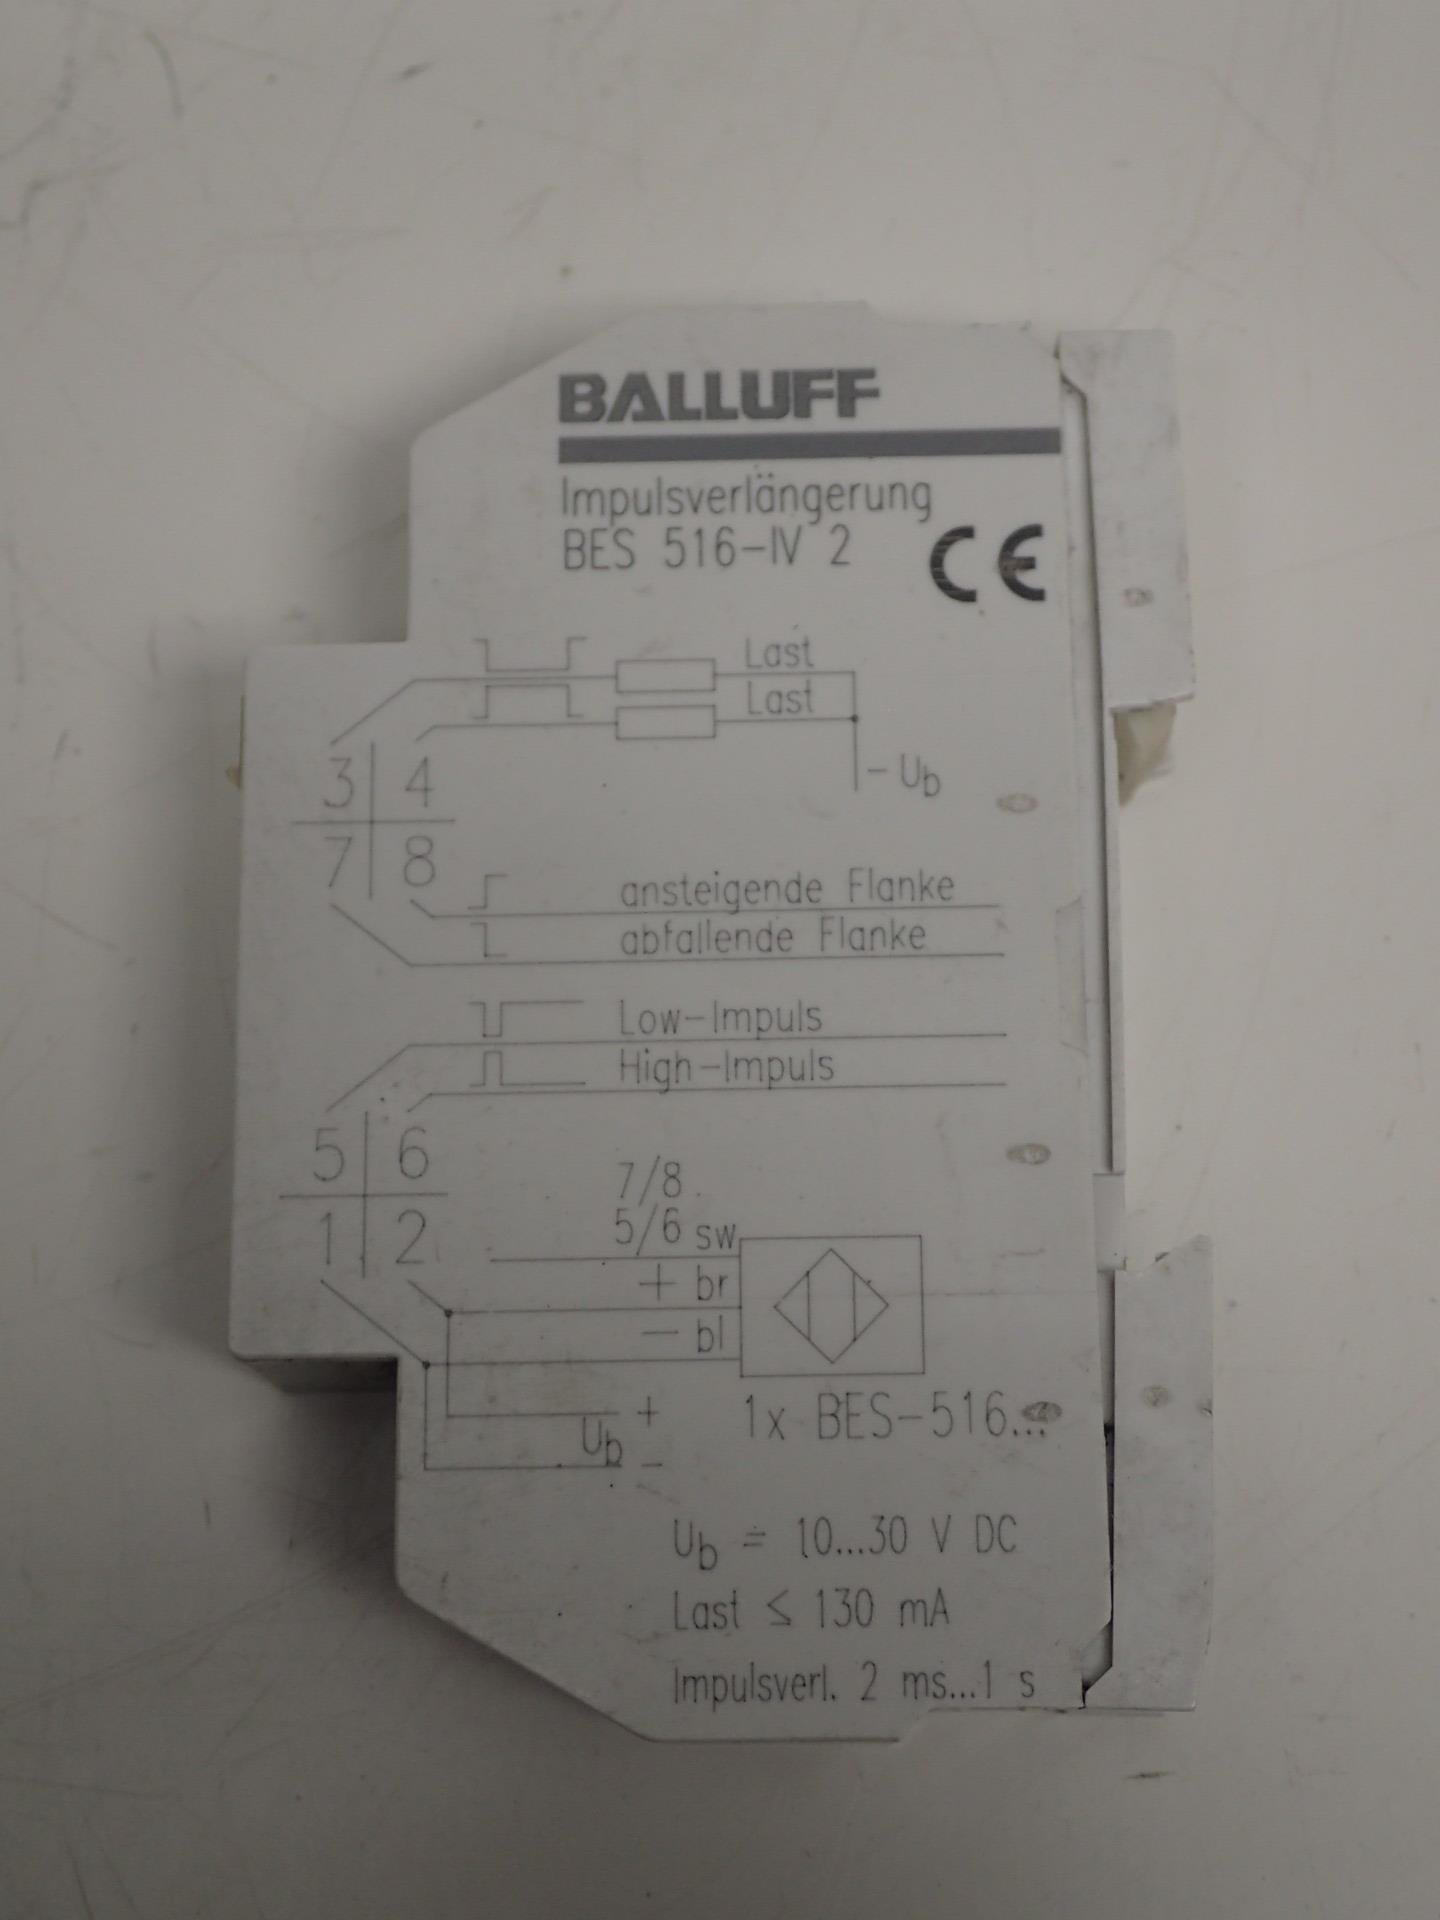 BALLUFF
Impulsverlängerung
BES 516-IV 2
CE
Last
Last
- Ub
3 4
7 8
ansteigende Flanke
abfallende Flanke
Low-Impuls
High-Impuls
5 6
1 2
7/8
5/6 sw
+ br
- bl
Ub +
-
1x BES-516...
Ub = 10...30 V DC
Last ≤ 130 mA
Impulsverl. 2 ms...1 s